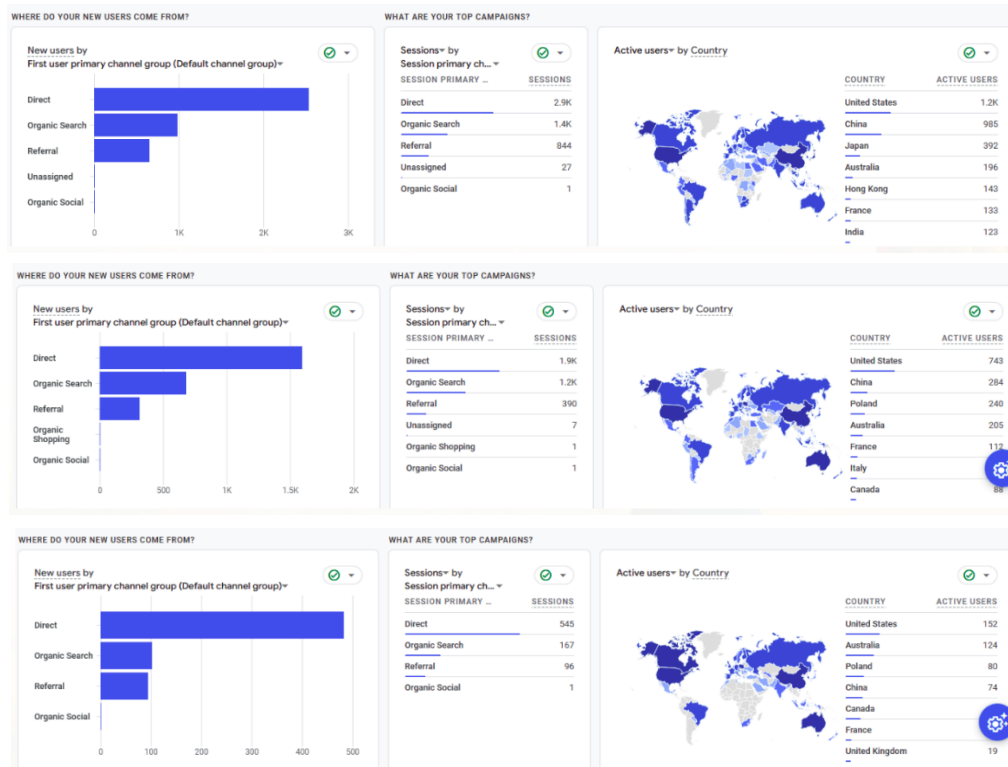 WHERE DO YOUR NEW USERS COME FROM?
WHAT ARE YOUR TOP CAMPAIGNS?
New users by
First user primary channel group (Default channel group)
Direct
Organic Search
Referral
Unassigned
Organic Social
0 1K 2K 3K
Sessions by
Session primary ch...
SESSION PRIMARY ... SESSIONS
Direct 2.9K
Organic Search 1.4K
Referral 844
Unassigned 27
Organic Social 1
Active users by Country
COUNTRY ACTIVE USERS
United States 1.2K
China 985
Japan 392
Australia 196
Hong Kong 143
France 133
India 123
WHERE DO YOUR NEW USERS COME FROM?
WHAT ARE YOUR TOP CAMPAIGNS?
New users by
First user primary channel group (Default channel group)
Direct
Organic Search
Referral
Organic
Shopping
Organic Social
0 500 1K 1.5K 2K
Sessions by
Session primary ch...
SESSION PRIMARY ... SESSIONS
Direct 1.9K
Organic Search 1.2K
Referral 390
Unassigned 7
Organic Shopping 1
Organic Social 1
Active users by Country
COUNTRY ACTIVE USERS
United States 743
China 284
Poland 240
Australia 205
France 112
Italy
Canada 88
WHERE DO YOUR NEW USERS COME FROM?
WHAT ARE YOUR TOP CAMPAIGNS?
New users by
First user primary channel group (Default channel group)
Direct
Organic Search
Referral
Organic Social
0 100 200 300 400 500
Sessions by
Session primary ch...
SESSION PRIMARY ... SESSIONS
Direct 545
Organic Search 167
Referral 96
Organic Social 1
Active users by Country
COUNTRY ACTIVE USERS
United States 152
Australia 124
Poland 80
China 74
Canada
France
United Kingdom 19